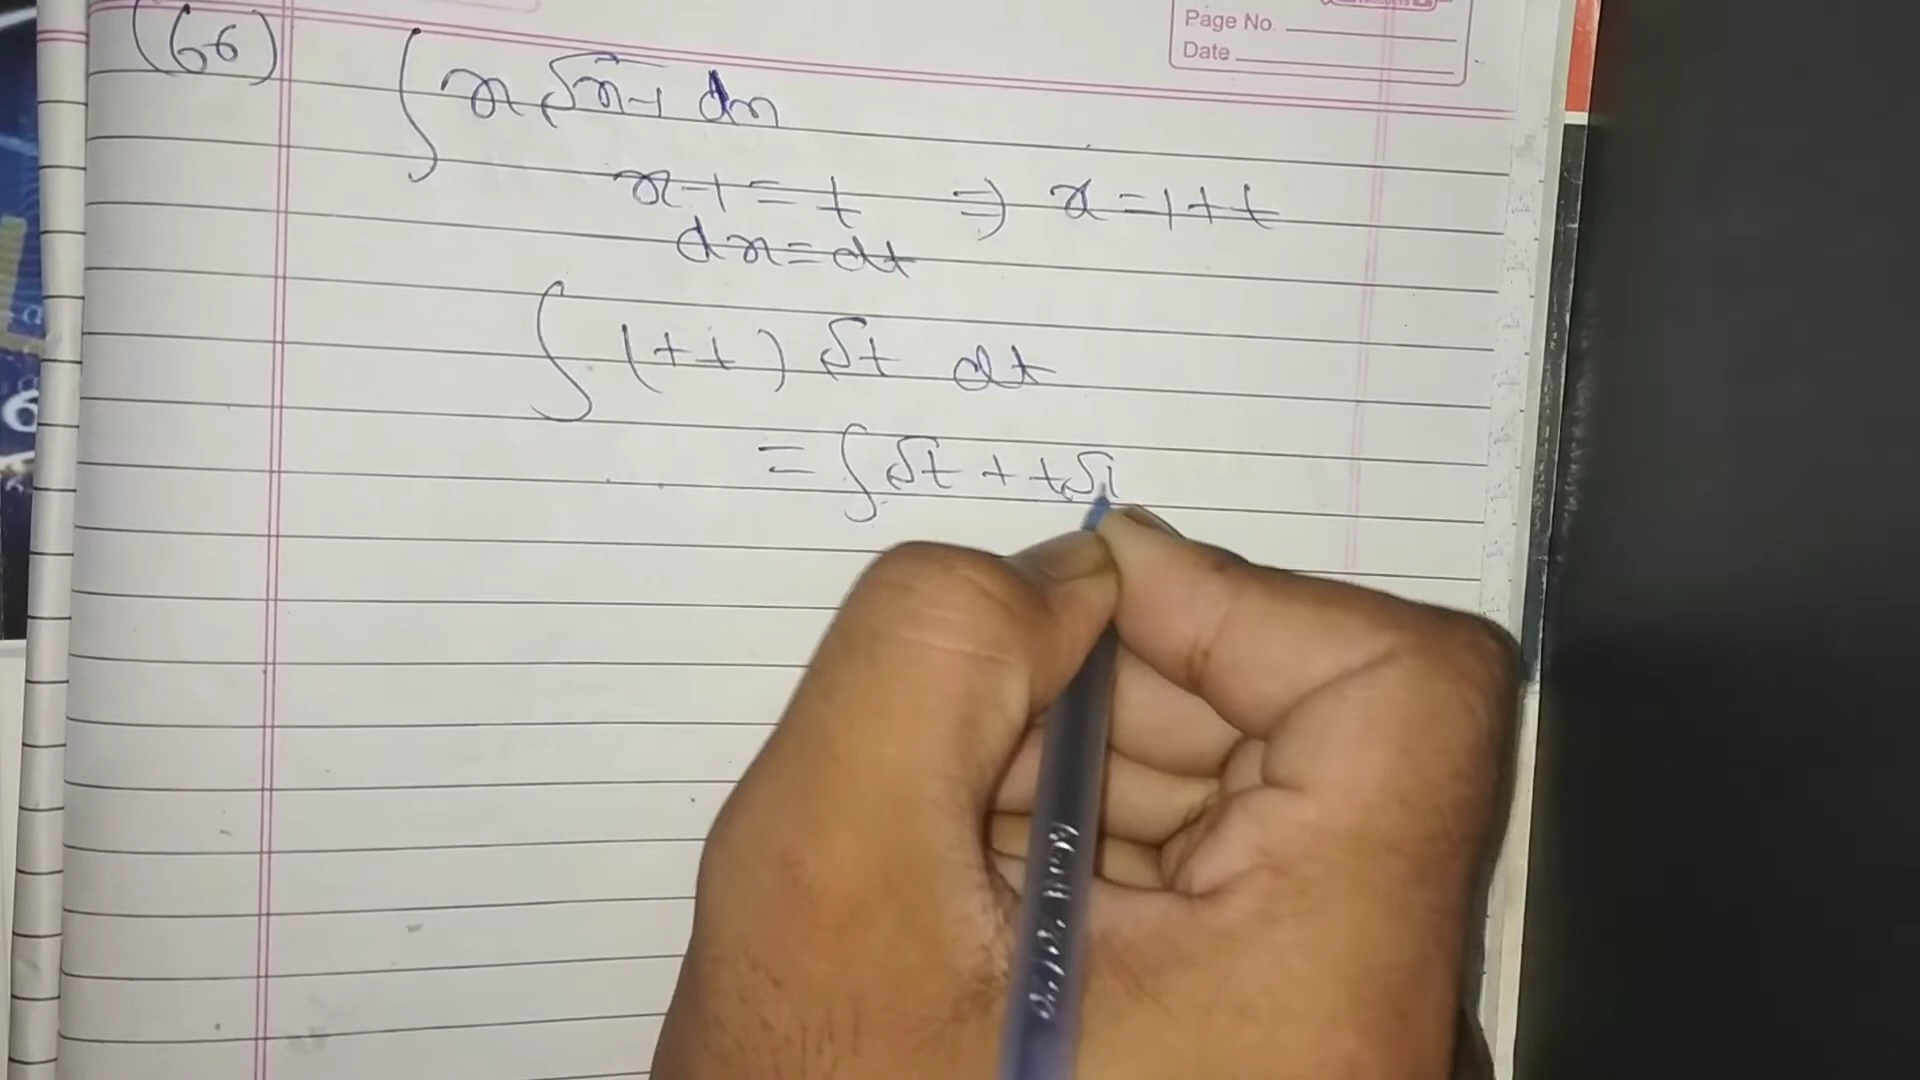 Page No.
Date
(66) ∫ x √x-1 dx
x-1 = t ⇒ x = 1+t
dx = dt
∫ (1+t) √t dt
= ∫ √t + t√